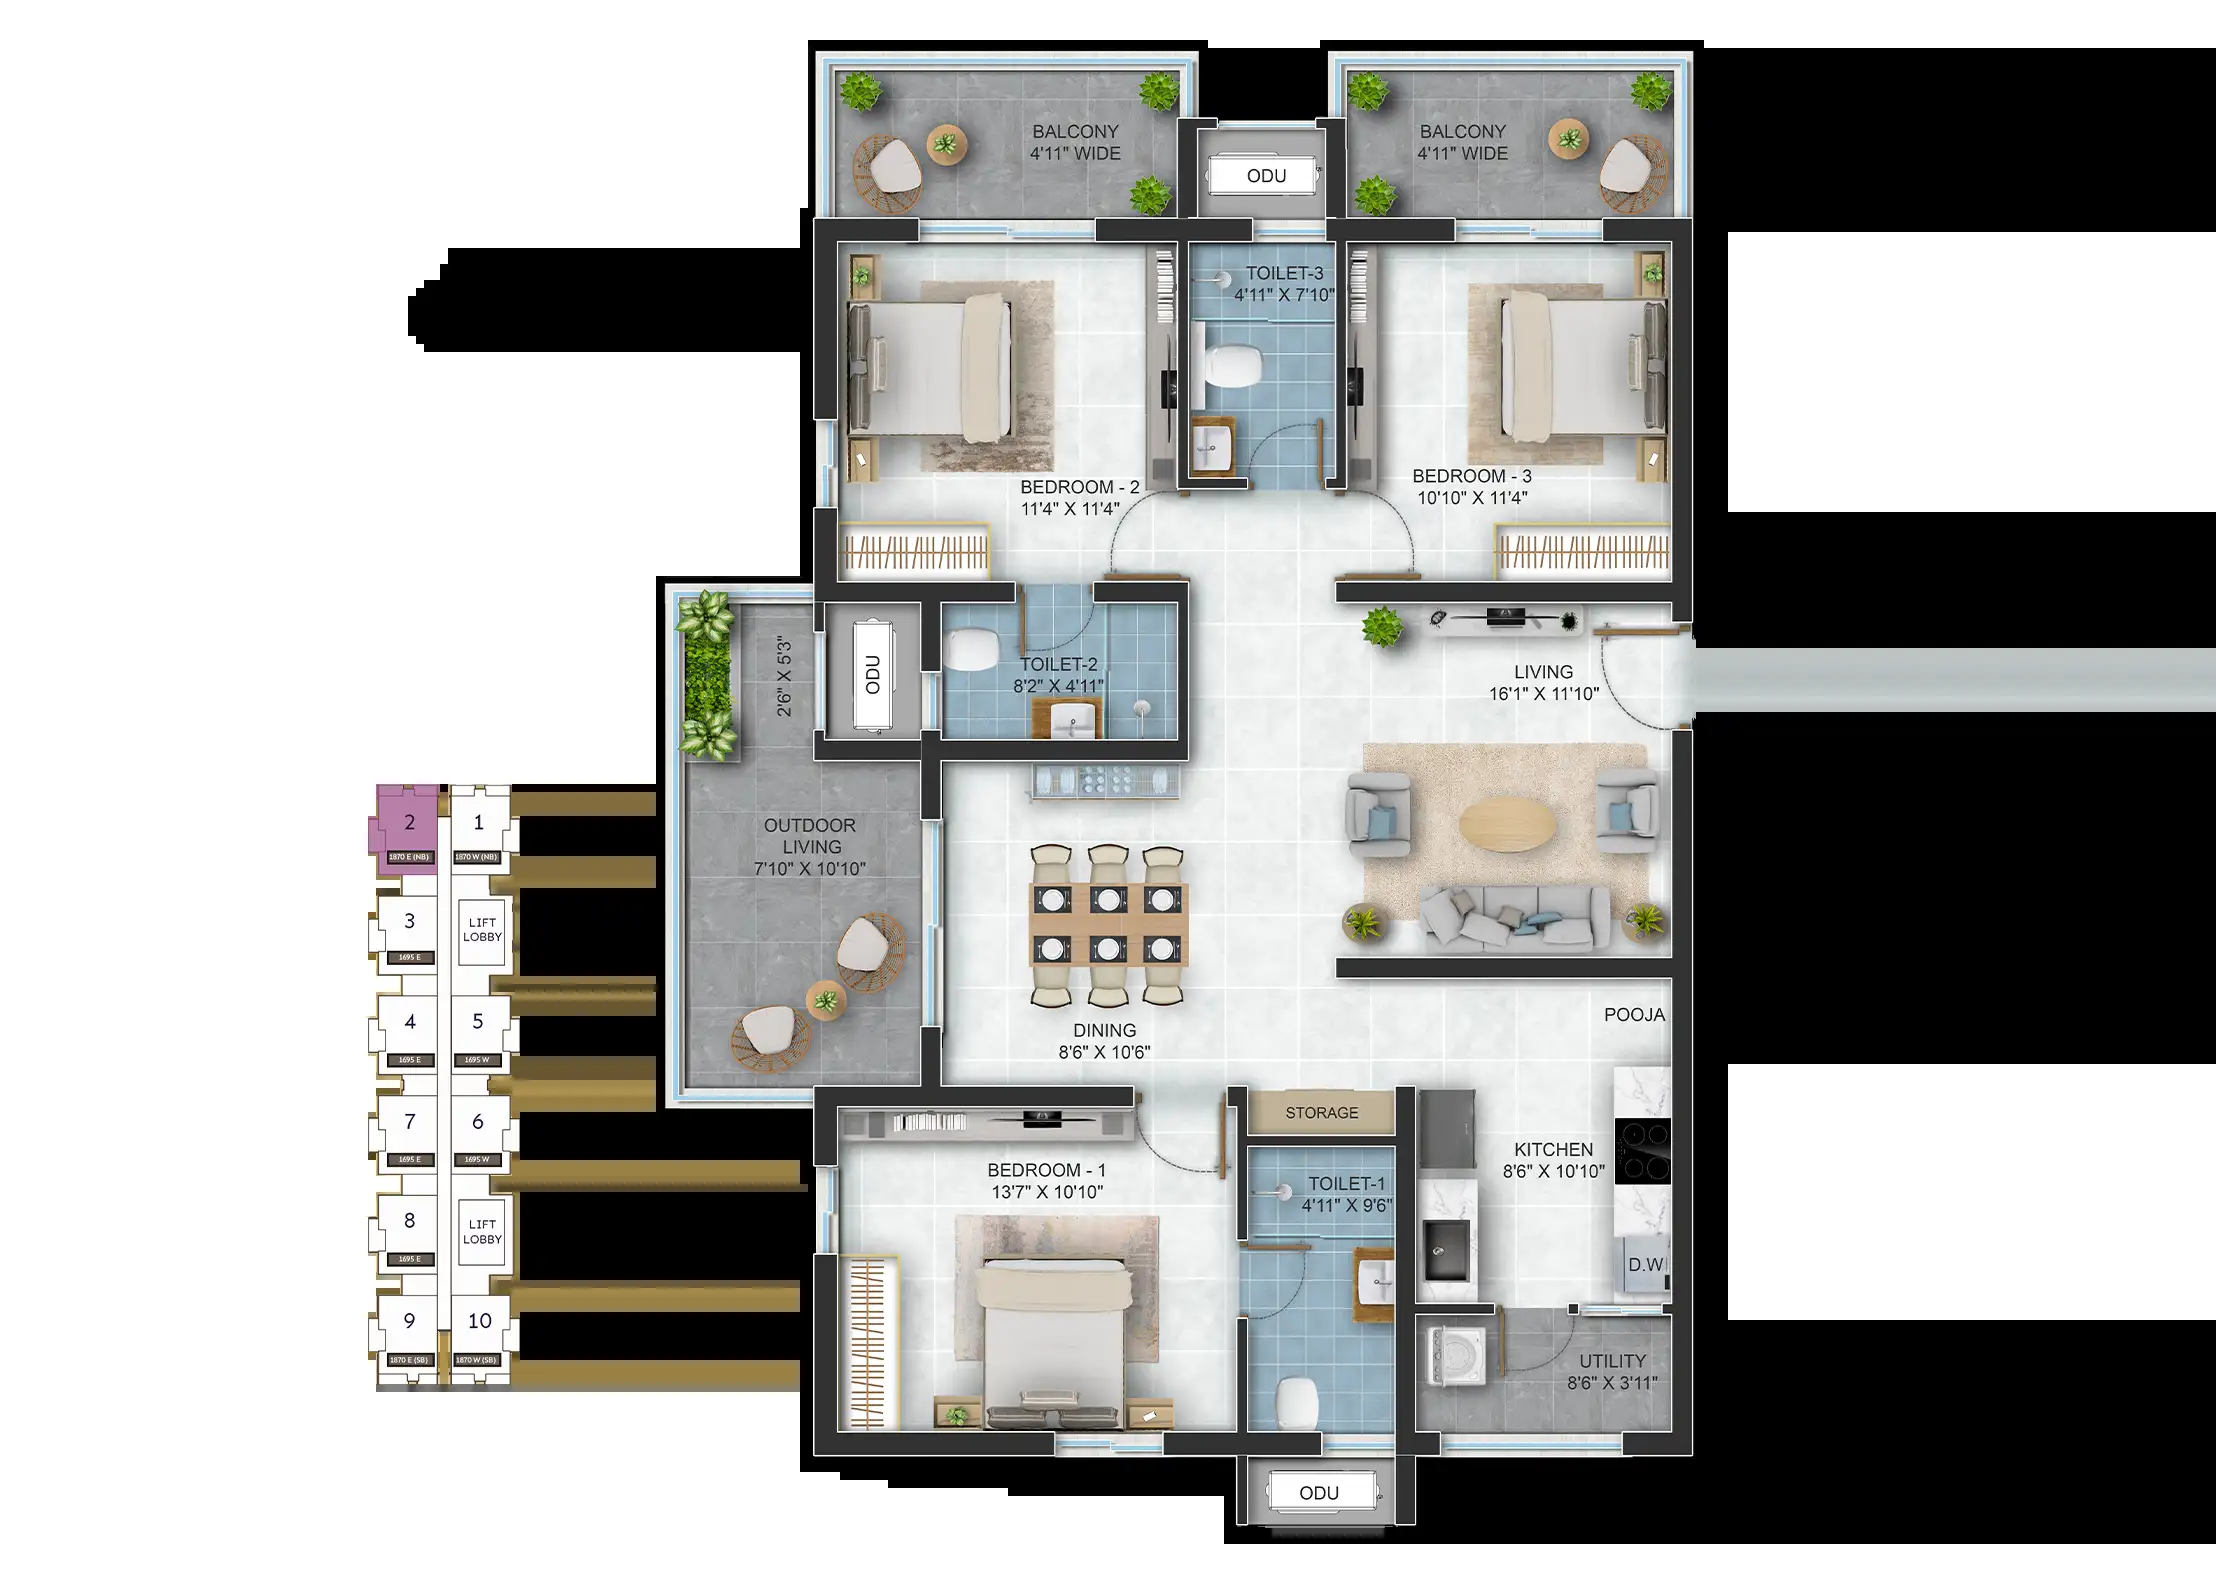 BALCONY
4'11" WIDE
BALCONY
4'11" WIDE
ODU
TOILET-3
4'11" X 7'10"
BEDROOM - 2
11'4" X 11'4"
BEDROOM - 3
10'10" X 11'4"
2'6" X 5'3"
ODU
TOILET-2
8'2" X 4'11"
LIVING
16'1" X 11'10"
OUTDOOR
LIVING
7'10" X 10'10"
DINING
8'6" X 10'6"
POOJA
STORAGE
BEDROOM - 1
13'7" X 10'10"
TOILET-1
4'11" X 9'6"
KITCHEN
8'6" X 10'10"
D.W
UTILITY
8'6" X 3'11"
ODU
2
1870 E (NB)
1
1870 W (NB)
3
1695 E
LIFT
LOBBY
4
1695 E
5
1695 W
7
1695 E
6
1695 W
8
1695 E
LIFT
LOBBY
9
1870 E (SB)
10
1870 W (SB)